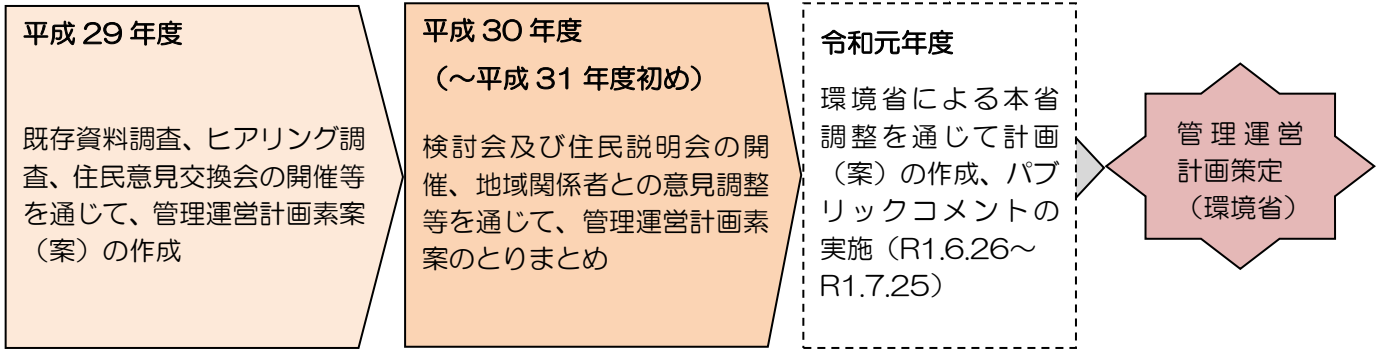 平成 29 年度
既存資料調査、ヒアリング調
査、住民意見交換会の開催等
を通じて、管理運営計画素案
（案）の作成
平成 30 年度
（～平成 31 年度初め）
検討会及び住民説明会の開
催、地域関係者との意見調整
等を通じて、管理運営計画素
案のとりまとめ
令和元年度
環境省による本省
調整を通じて計画
（案）の作成、パブ
リックコメントの
実施（R1.6.26～
R1.7.25）
管理運営
計画策定
（環境省）